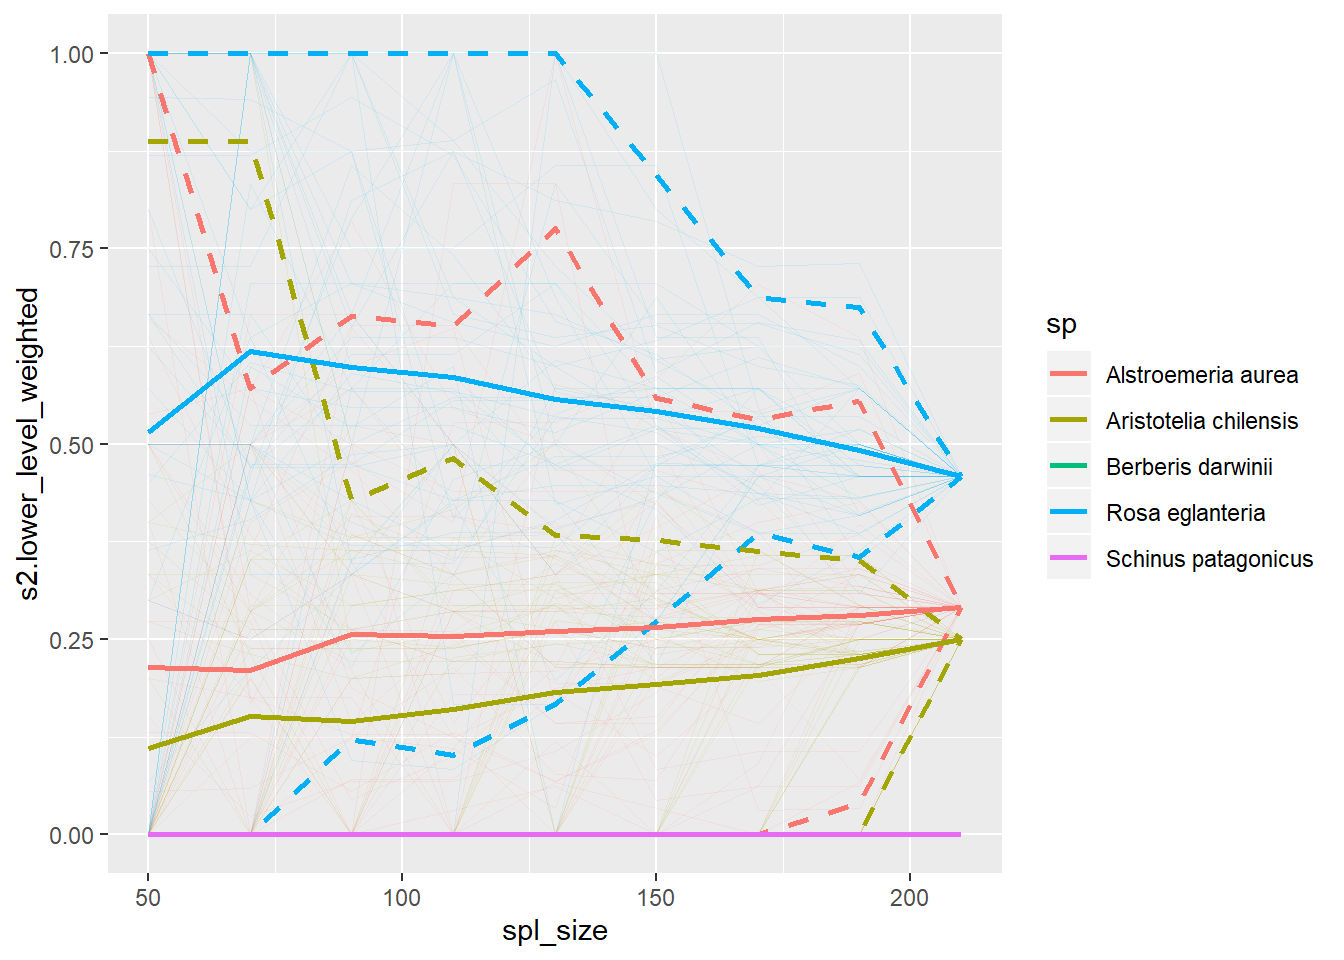 s2.lower_level_weighted
1.00
0.75
0.50
0.25
0.00
50
100
150
200
spl_size
sp
Alstroemeria aurea
Aristotelia chilensis
Berberis darwinii
Rosa eglanteria
Schinus patagonicus